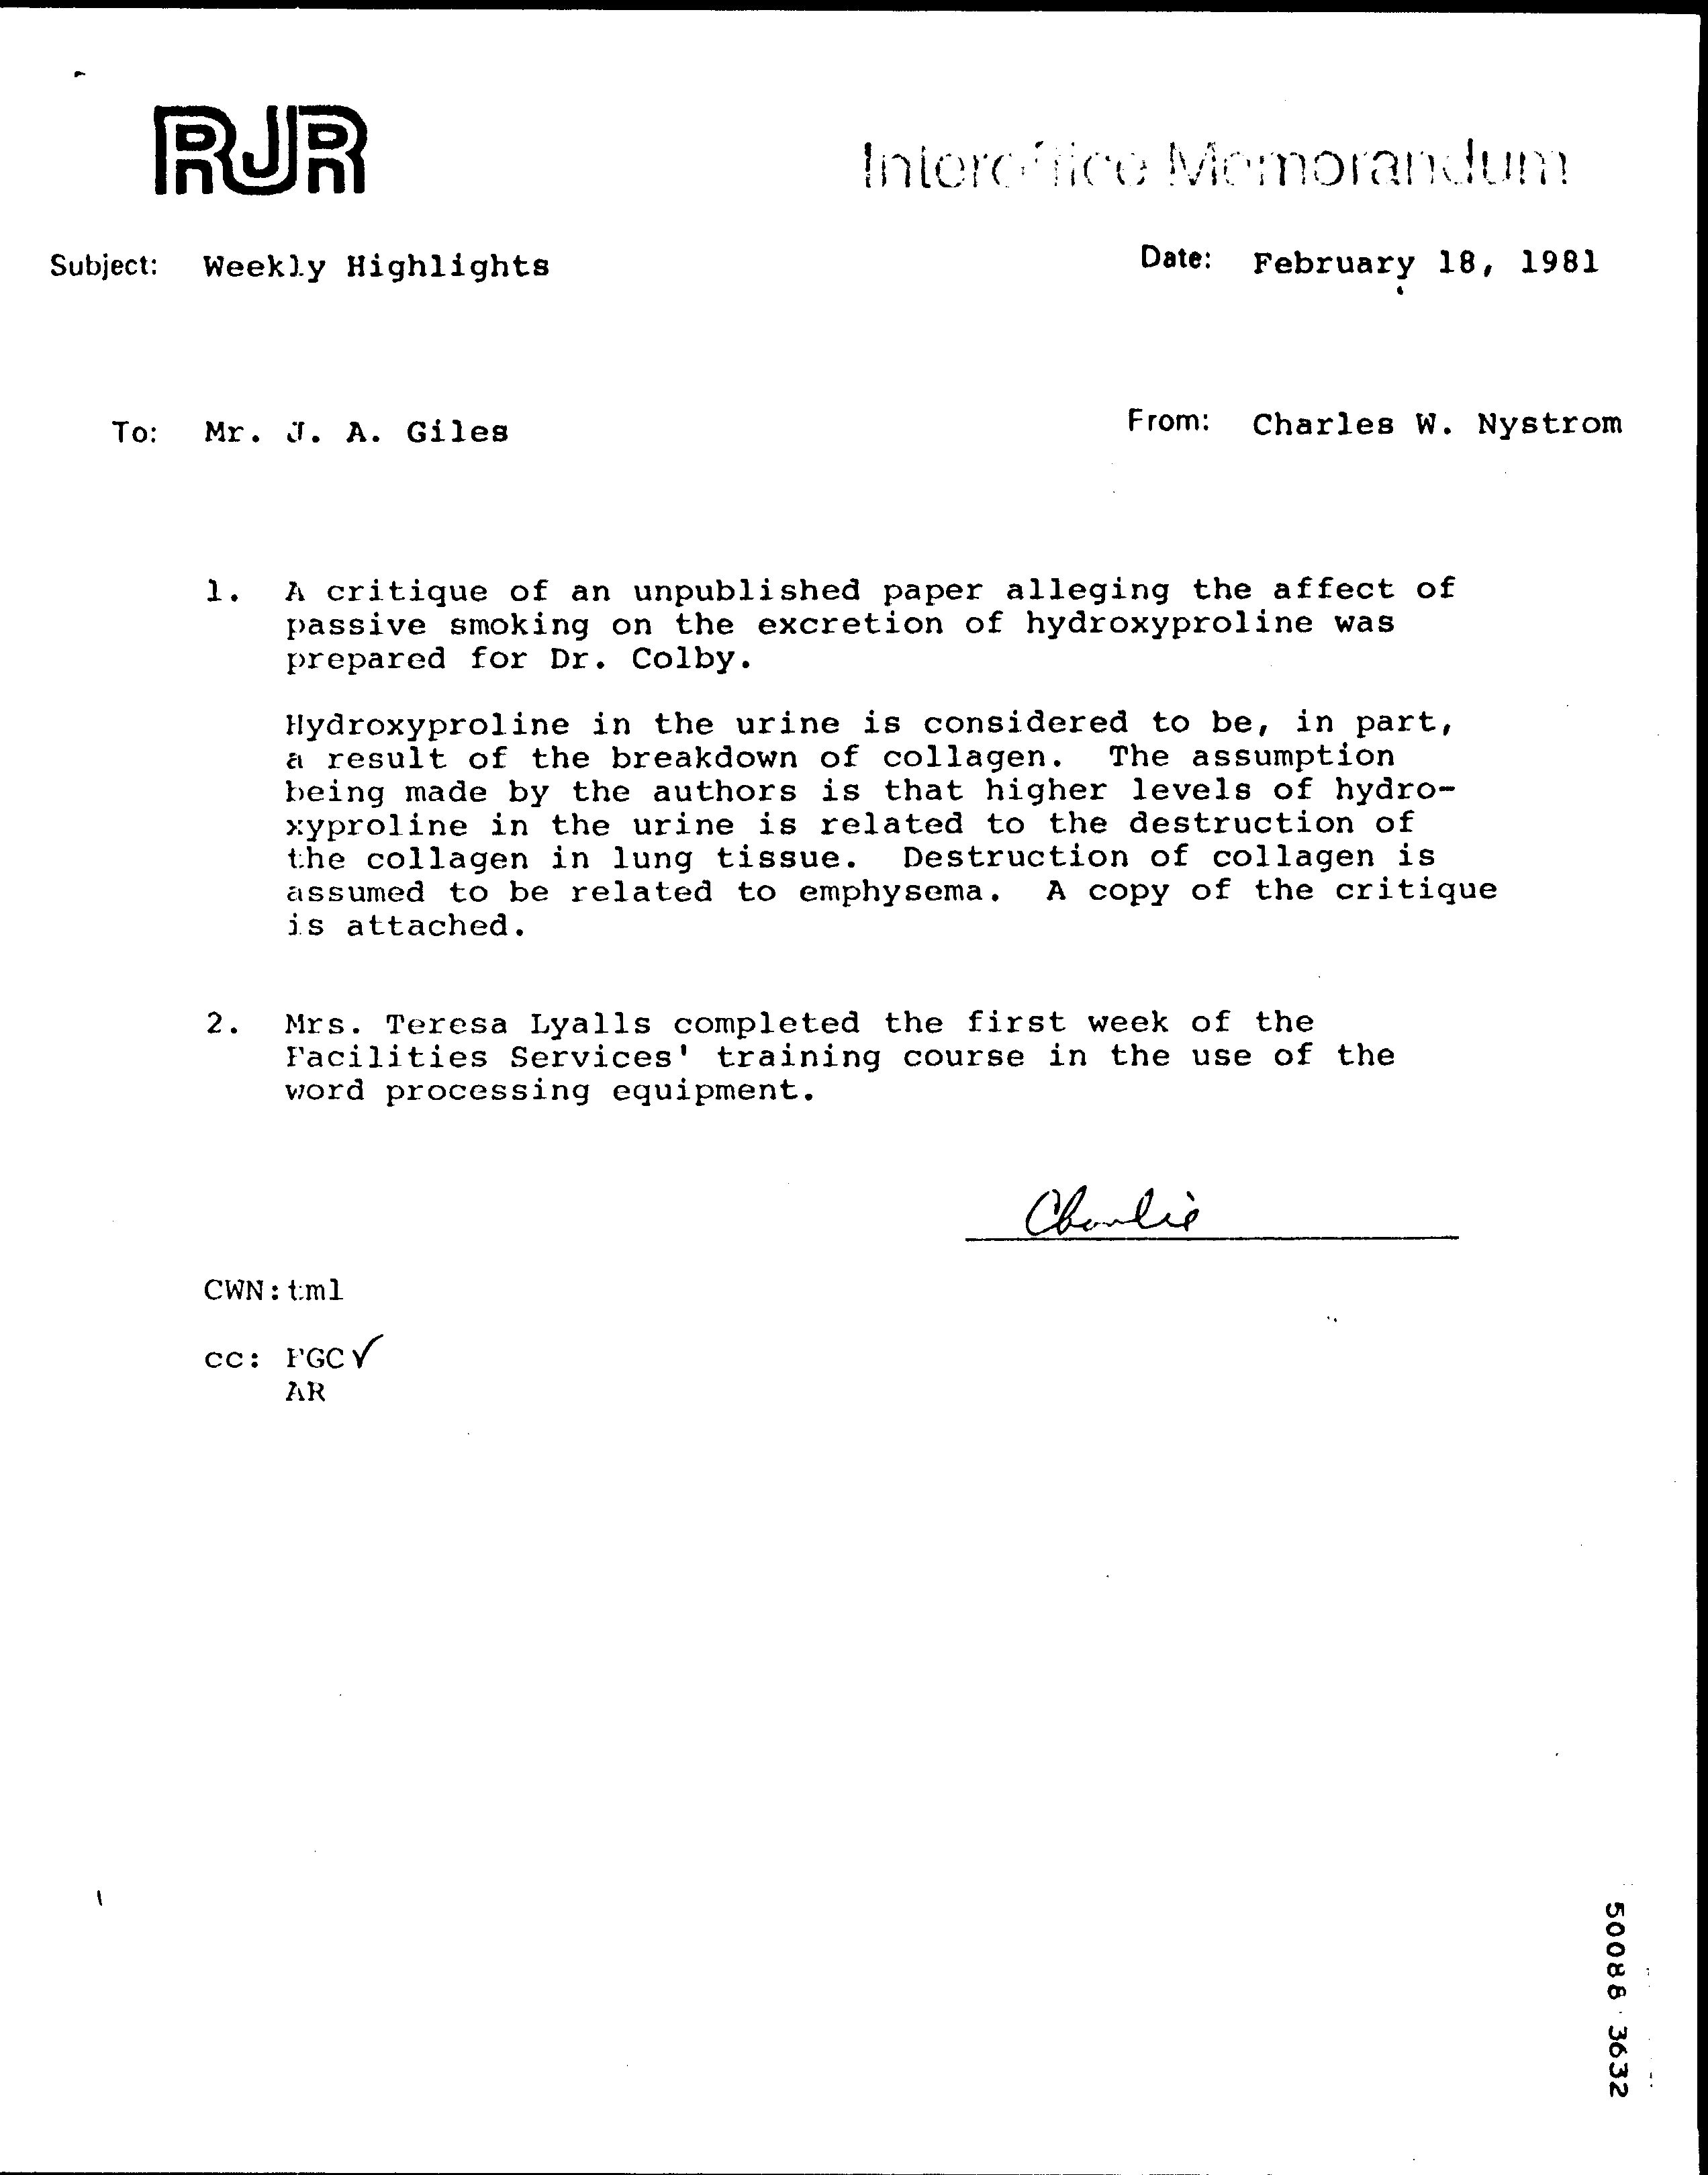 RJR
Interoffice Memorandum
Subject: Weekly Highlights
Date: February 18, 1981
To: Mr. J. A. Giles
From: Charles W. Nystrom
1. A critique of an unpublished paper alleging the affect of
passive smoking on the excretion of hydroxyproline was
prepared for Dr. Colby.
Hydroxyproline in the urine is considered to be, in part,
a result of the breakdown of collagen. The assumption
being made by the authors is that higher levels of hydro-
xyproline in the urine is related to the destruction of
the collagen in lung tissue. Destruction of collagen is
assumed to be related to emphysema. A copy of the critique
is attached.
2. Mrs. Teresa Lyalls completed the first week of the
Facilities Services' training course in the use of the
word processing equipment.
Charlie
CWN:tml
cc: FGC ✓
AR
50088 3632